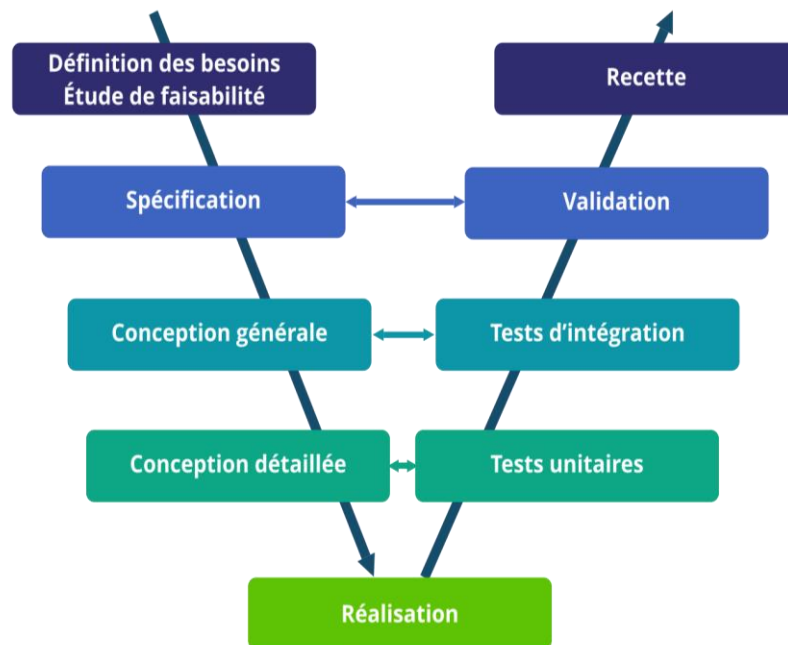 Définition des besoins
Étude de faisabilité
Recette
Spécification
Validation
Conception générale
Tests d’intégration
Conception détaillée
Tests unitaires
Réalisation